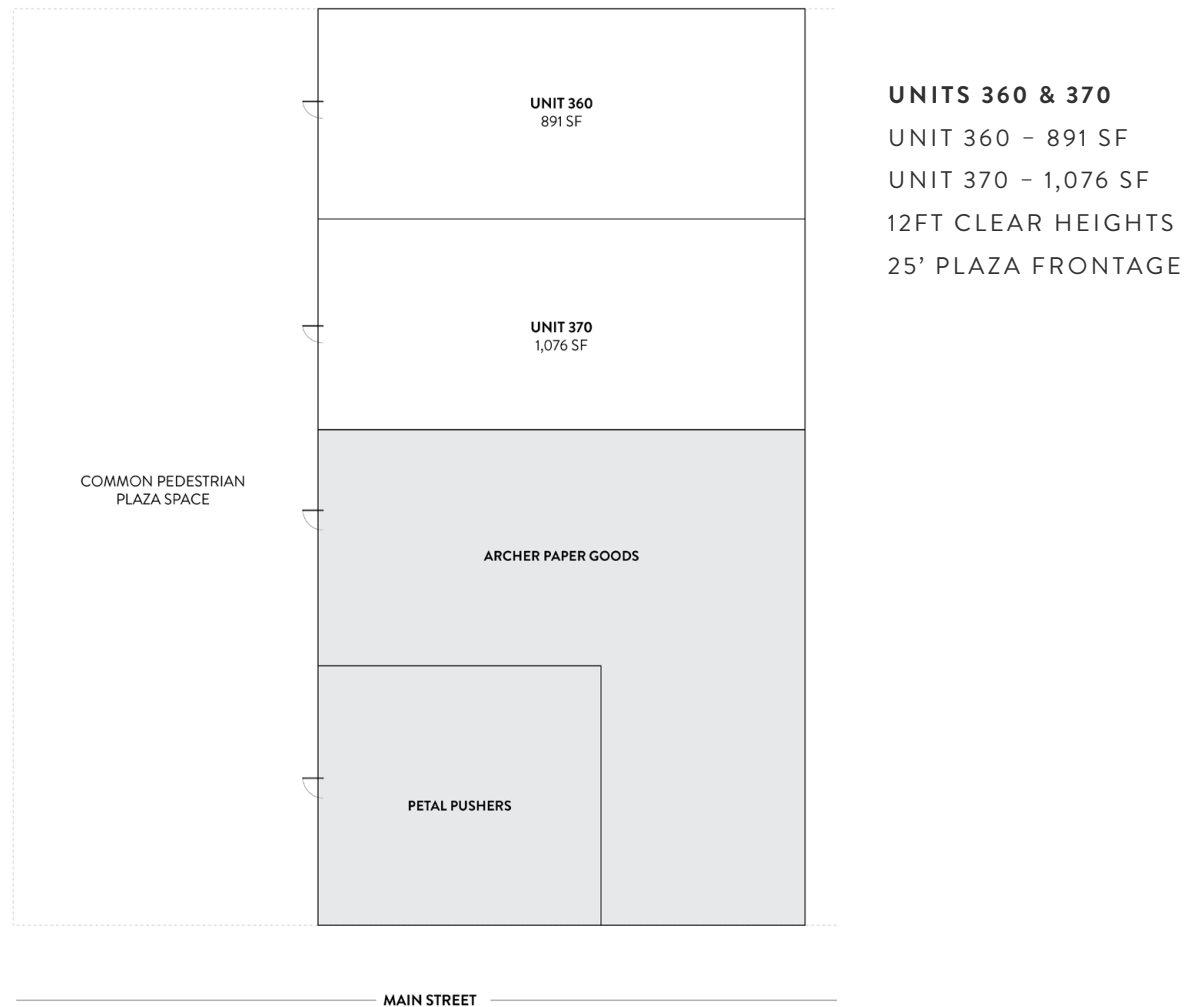 UNIT 360
891 SF
UNITS 360 & 370
UNIT 360 – 891 SF
UNIT 370 – 1,076 SF
12FT CLEAR HEIGHTS
25’ PLAZA FRONTAGE
UNIT 370
1,076 SF
COMMON PEDESTRIAN
PLAZA SPACE
ARCHER PAPER GOODS
PETAL PUSHERS
MAIN STREET